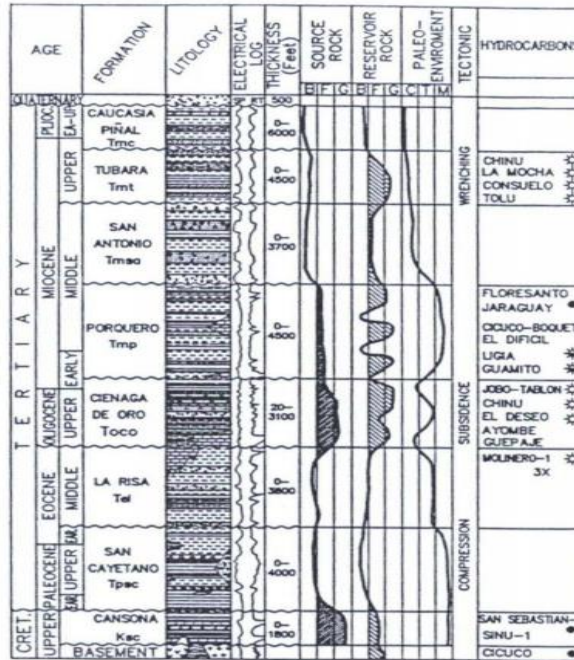 AGE
FORMATION
LITOLOGY
ELECTRICAL LOG
THICKNESS (Feet)
SOURCE ROCK
B F G
RESERVOIR ROCK
B F G
PALEO-ENVIROMENT
C T M
TECTONIC
HYDROCARBONS
QUATERNARY
500
TERTIARY
PLIOC.
EA-UP
CAUCASIA
PIÑAL
Tmc
0-6000
MIOCENE
UPPER
TUBARA
Tmt
0-4500
WRENCHING
CHINU
LA MOCHA
CONSUELO
TOLU
MIDDLE
SAN
ANTONIO
Tmsa
0-3700
EARLY
PORQUERO
Tmp
0-4500
FLORESANTO
JARAGUAY
CICUCO-BOQUET
EL DIFICIL
LIGIA
GUAMITO
OLIGOCENE
UPPER
CIENAGA
DE ORO
Toco
20-3100
SUBSIDENCE
JOBO-TABLON
CHINU
EL DESEO
AYOMBE
GUEPAJE
EOCENE
MIDDLE
LA RISA
Tel
0-3800
MOLINERO-1
3X
EAR.
PALEOCENE
UPPER
SAN
CAYETANO
Tpsc
0-4000
COMPRESSION
CRET.
UPPER
CANSONA
Ksc
0-1800
SAN SEBASTIAN-
SINU-1
BASEMENT
CICUCO